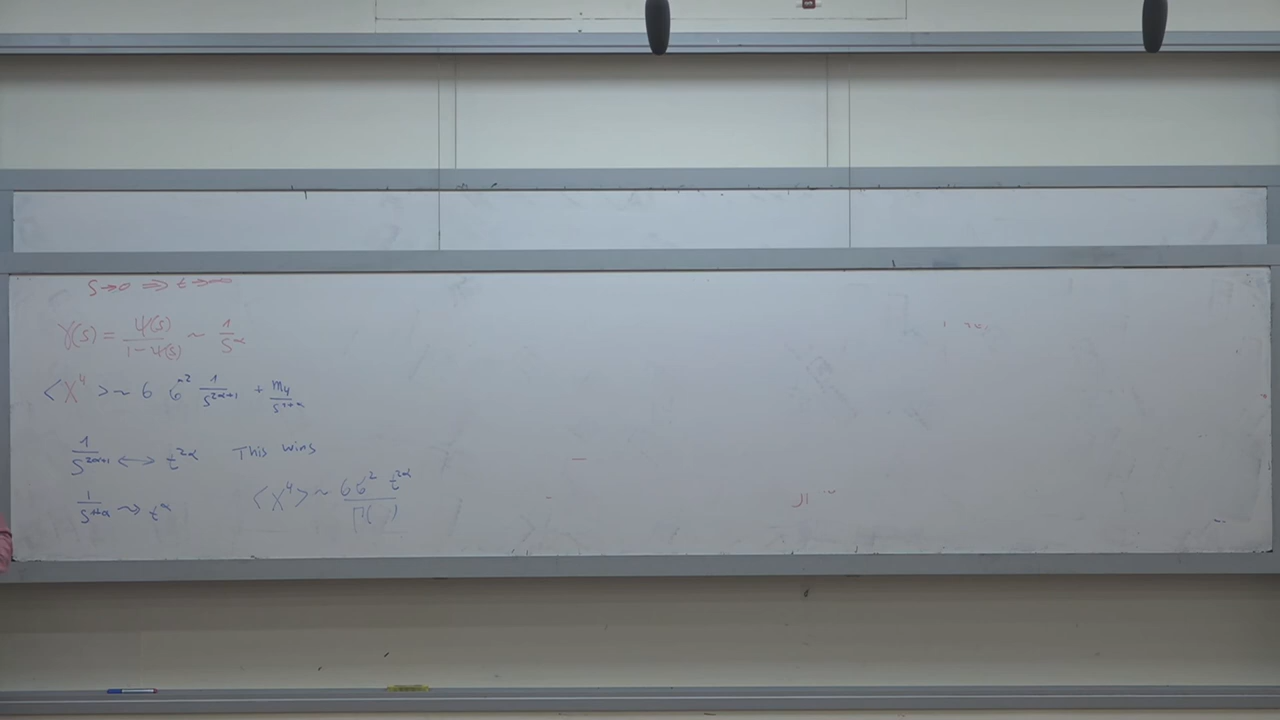 S→0 ⟹ t→∞
γ(s) = ψ(s) / (1-ψ(s)) ~ 1/s^α
<X⁴> ~ 6 σ² 1/s^(2α+1) + m₄/s^(1+α)
1/s^(2α+1) ↔ t^(2α) This wins
1/s^(1+α) ⇝ t^α <X⁴> ~ 6σ² t^(2α) / Γ( )